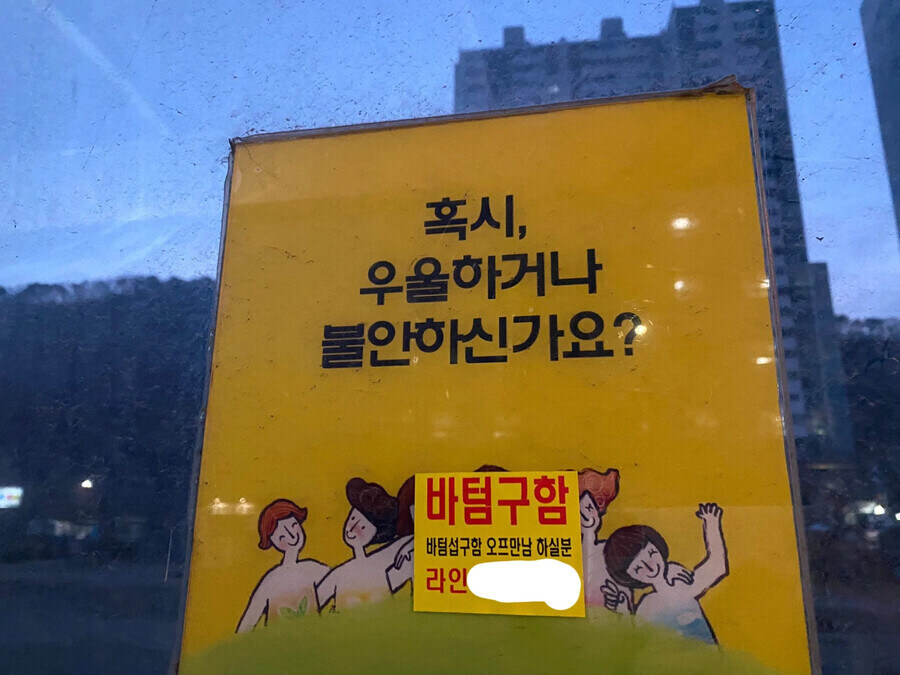 혹시,
우울하거나
불안하신가요?
바텀구함
바텀섭구함 오프만남 하실분
라인